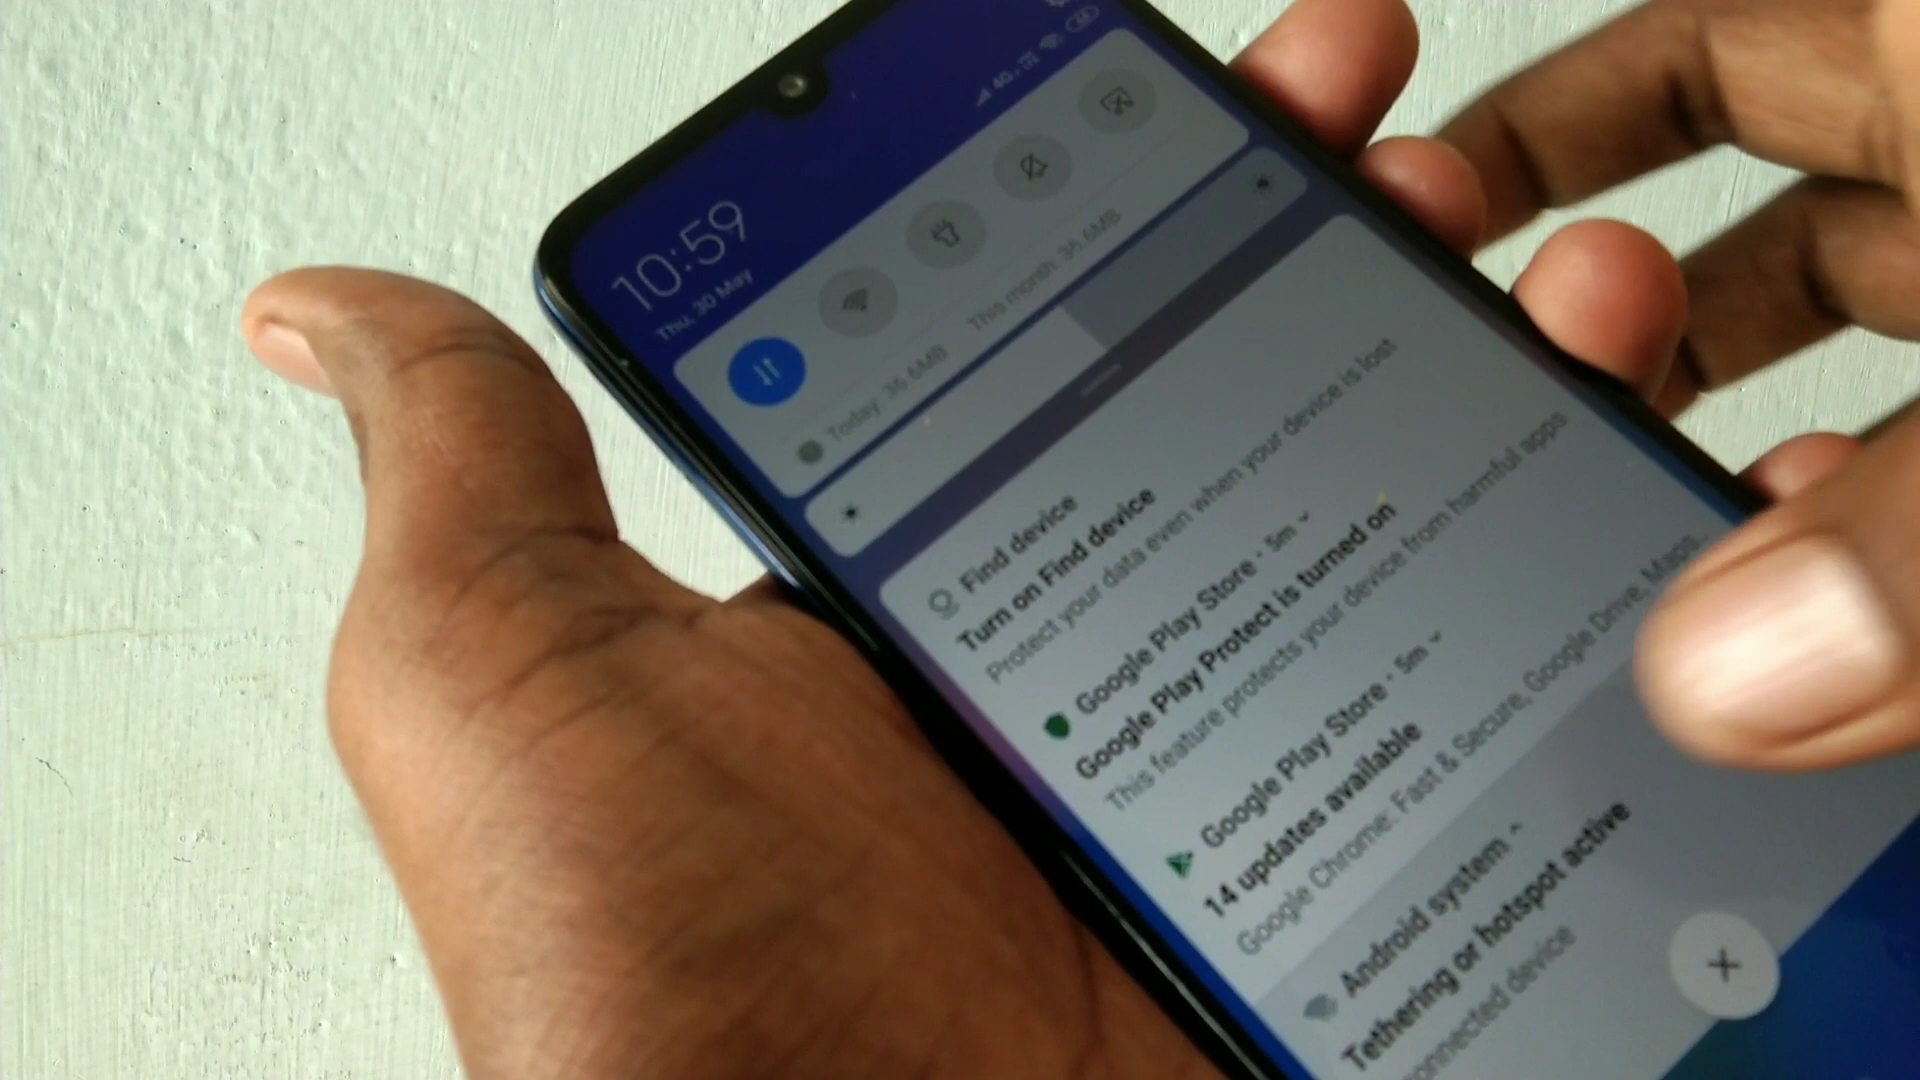 4G
10:59
Thu, 30 May
Today: 36.6MB
This month: 36.6MB
Find device
Turn on Find device
Protect your data even when your device is lost
Google Play Store · 5m
Google Play Protect is turned on
This feature protects your device from harmful apps
Google Play Store · 5m
14 updates available
Google Chrome: Fast & Secure, Google Drive, Maps
Android system
Tethering or hotspot active
connected device